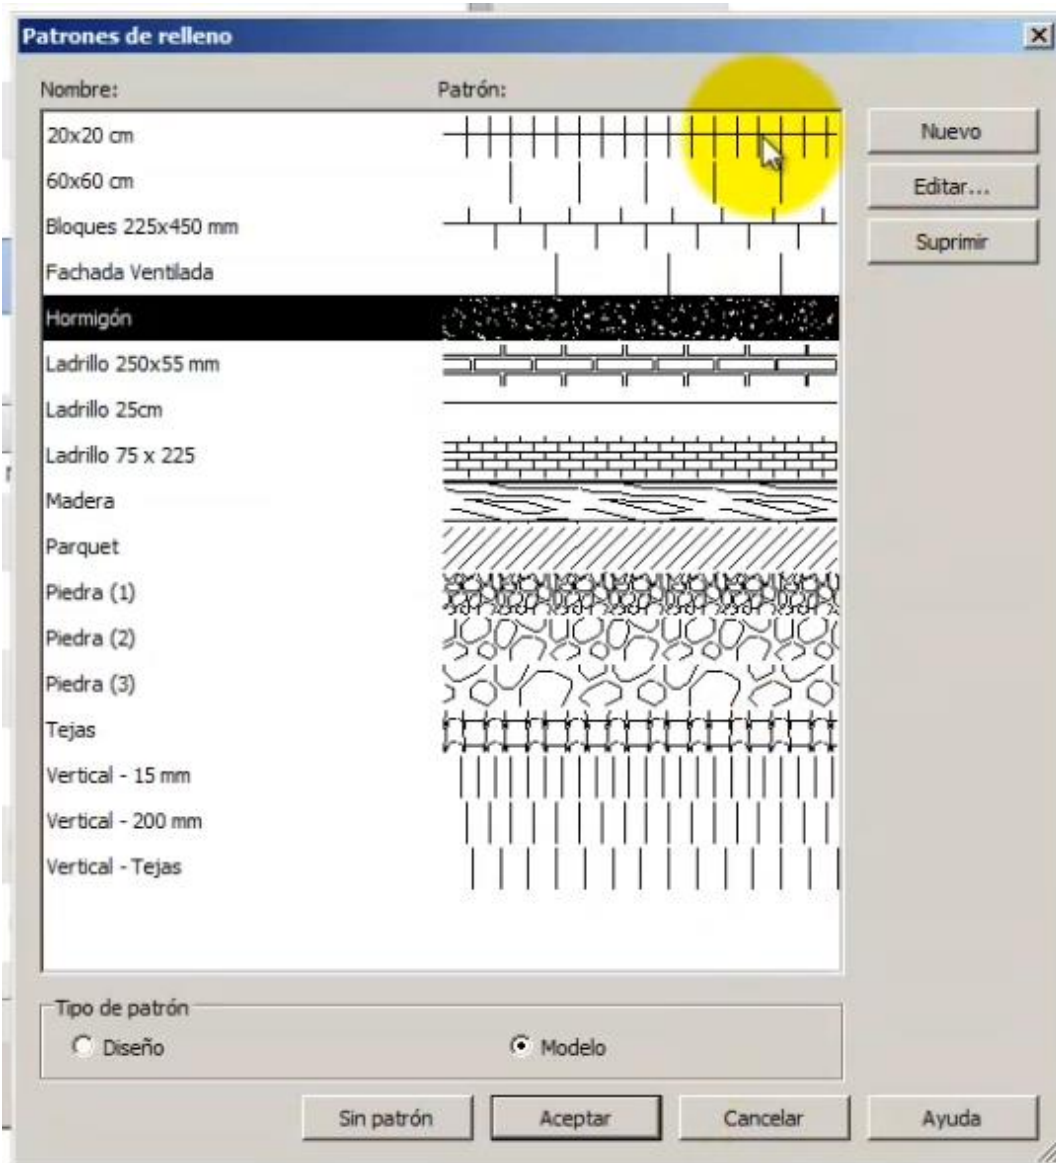 Patrones de relleno
Nombre: Patrón:
20x20 cm
60x60 cm
Bloques 225x450 mm
Fachada Ventilada
Hormigón
Ladrillo 250x55 mm
Ladrillo 25cm
Ladrillo 75 x 225
Madera
Parquet
Piedra (1)
Piedra (2)
Piedra (3)
Tejas
Vertical - 15 mm
Vertical - 200 mm
Vertical - Tejas
Nuevo
Editar...
Suprimir
Tipo de patrón
Diseño Modelo
Sin patrón Aceptar Cancelar Ayuda